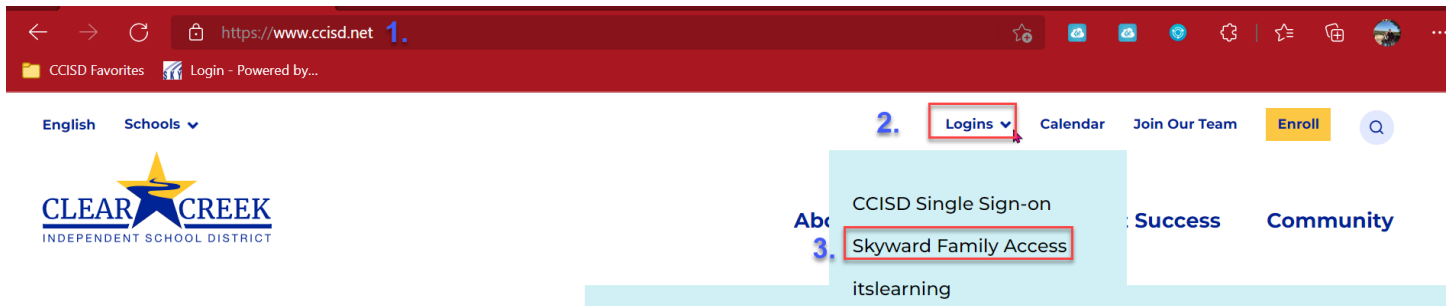 https://www.ccisd.net 1.
CCISD Favorites Login - Powered by...
English Schools 2. Logins Calendar Join Our Team Enroll
CLEAR CREEK
INDEPENDENT SCHOOL DISTRICT
CCISD Single Sign-on
Abo Success Community
3. Skyward Family Access
itslearning